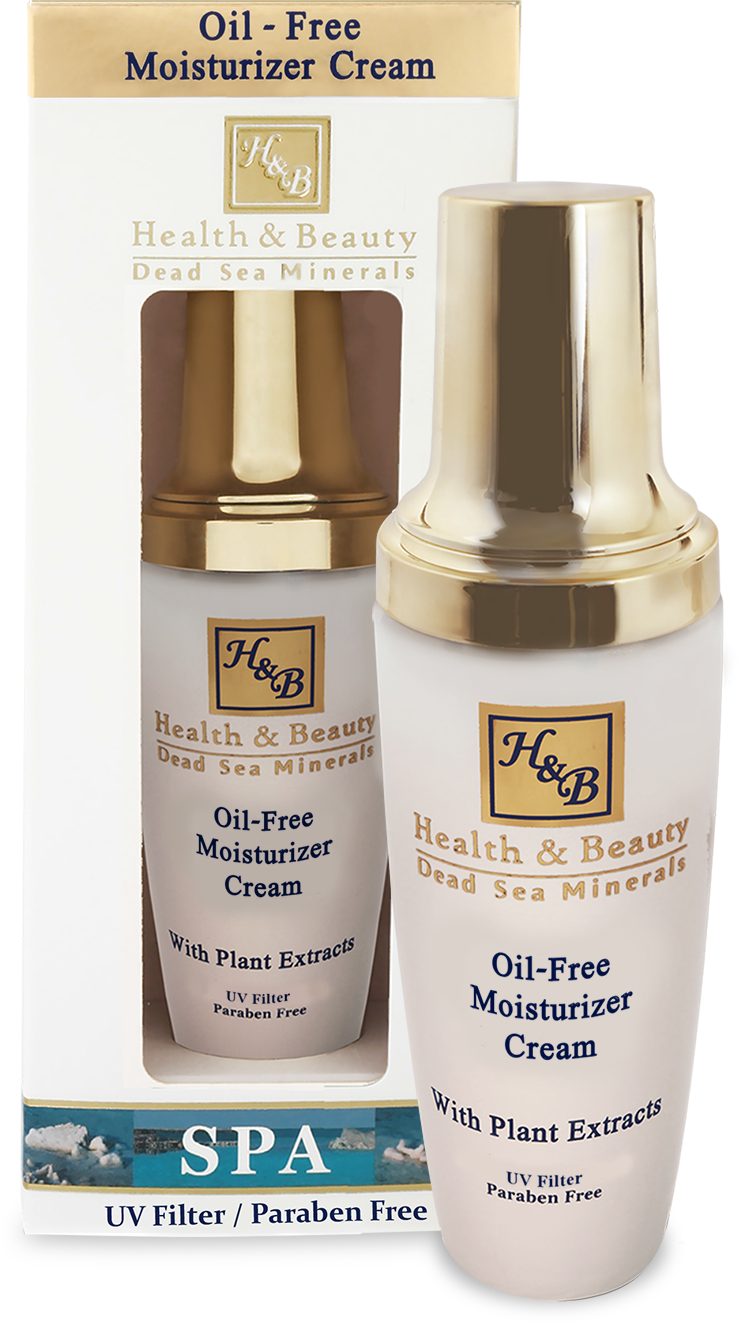 Oil - Free
Moisturizer Cream
H&B
Health & Beauty
Dead Sea Minerals
H&B
Health & Beauty
Dead Sea Minerals
Oil-Free
Moisturizer
Cream
With Plant Extracts
UV Filter
Paraben Free
SPA
UV Filter / Paraben Free
H&B
Health & Beauty
Dead Sea Minerals
Oil-Free
Moisturizer
Cream
With Plant Extracts
UV Filter
Paraben Free